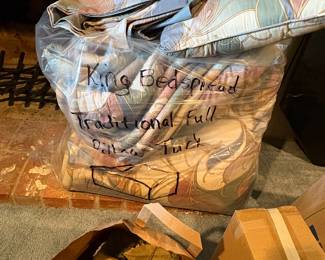 King Bedspread
Traditional Full
Pillow Tuck